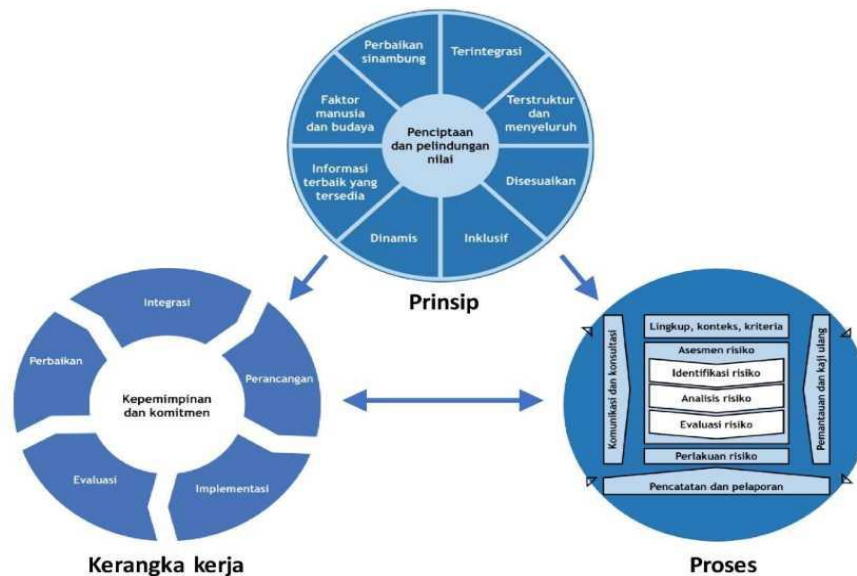 Perbaikan
sinambung
Terintegrasi
Terstruktur
dan
menyeluruh
Disesuaikan
Inklusif
Dinamis
Informasi
terbaik yang
tersedia
Faktor
manusia
dan budaya
Penciptaan
dan pelindungan
nilai
Prinsip
Integrasi
Perancangan
Implementasi
Evaluasi
Perbaikan
Kepemimpinan
dan komitmen
Kerangka kerja
Komunikasi dan konsultasi
Lingkup, konteks, kriteria
Asesmen risiko
Identifikasi risiko
Analisis risiko
Evaluasi risiko
Perlakuan risiko
Pemantauan dan kaji ulang
Pencatatan dan pelaporan
Proses